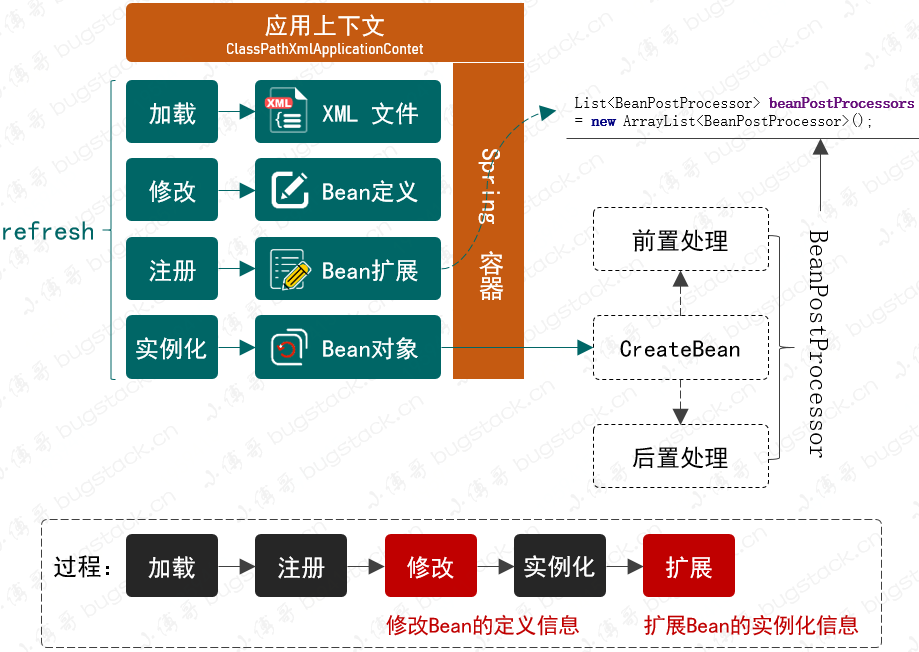 应用上下文
ClassPathXmlApplicationContet
refresh
加载
XML
XML 文件
修改
Bean定义
注册
Bean扩展
实例化
Bean对象
Spring 容器
List<BeanPostProcessor> beanPostProcessors
= new ArrayList<BeanPostProcessor>();
前置处理
CreateBean
后置处理
BeanPostProcessor
过程：
加载
注册
修改
实例化
扩展
修改Bean的定义信息
扩展Bean的实例化信息
小傅哥 bugstack.cn